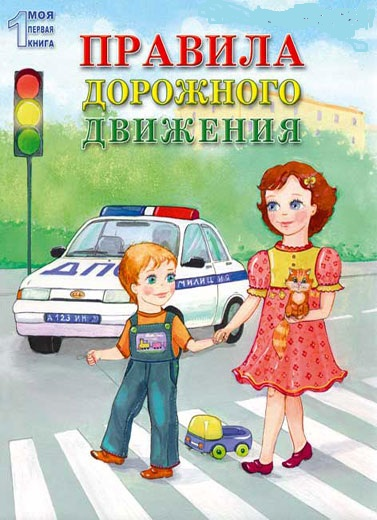 1 МОЯ
ПЕРВАЯ
КНИГА
ПРАВИЛА
ДОРОЖНОГО
ДВИЖЕНИЯ
ДПС
МИЛИЦИЯ